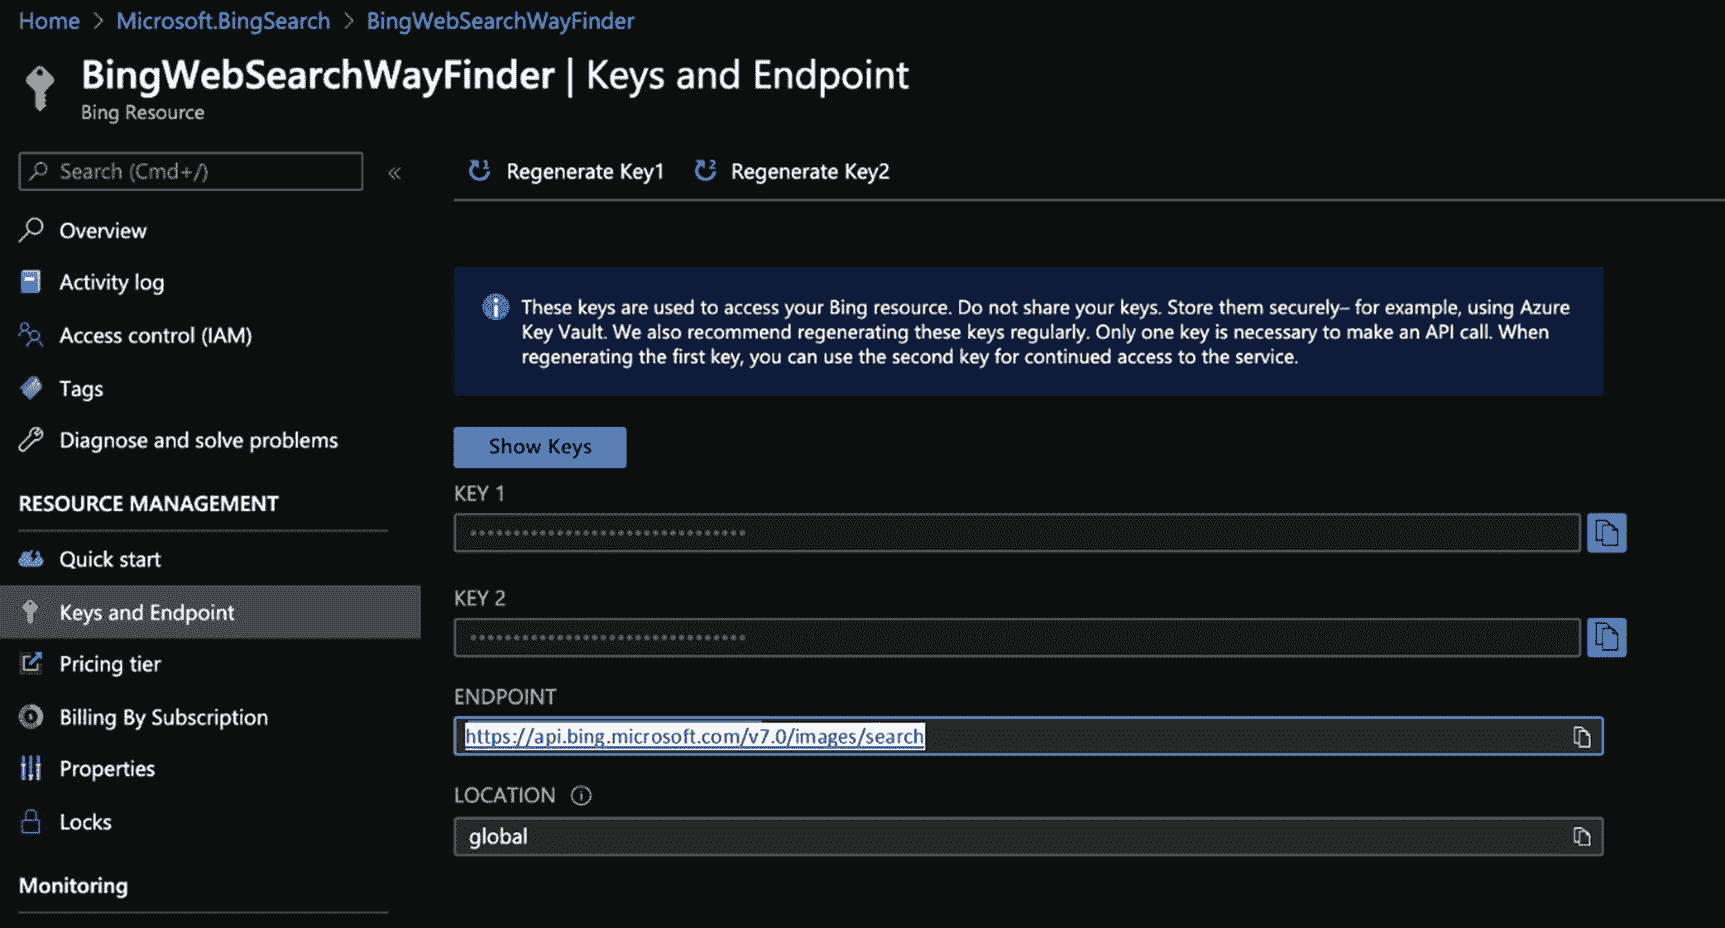 Home > Microsoft.BingSearch > BingWebSearchWayFinder
BingWebSearchWayFinder | Keys and Endpoint
Bing Resource
Search (Cmd+/)
«
Overview
Activity log
Access control (IAM)
Tags
Diagnose and solve problems
RESOURCE MANAGEMENT
Quick start
Keys and Endpoint
Pricing tier
Billing By Subscription
Properties
Locks
Monitoring
1 Regenerate Key1 2 Regenerate Key2
These keys are used to access your Bing resource. Do not share your keys. Store them securely– for example, using Azure
Key Vault. We also recommend regenerating these keys regularly. Only one key is necessary to make an API call. When
regenerating the first key, you can use the second key for continued access to the service.
Show Keys
KEY 1
KEY 2
ENDPOINT
https://api.bing.microsoft.com/v7.0/images/search
LOCATION
global